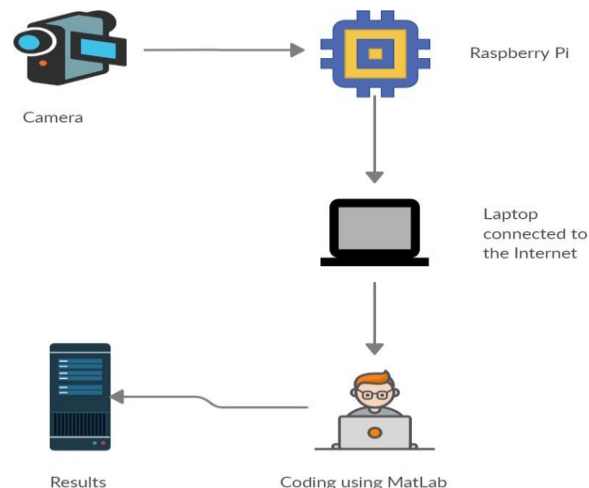 Camera
Raspberry Pi
Laptop
connected to
the Internet
Results
Coding using MatLab